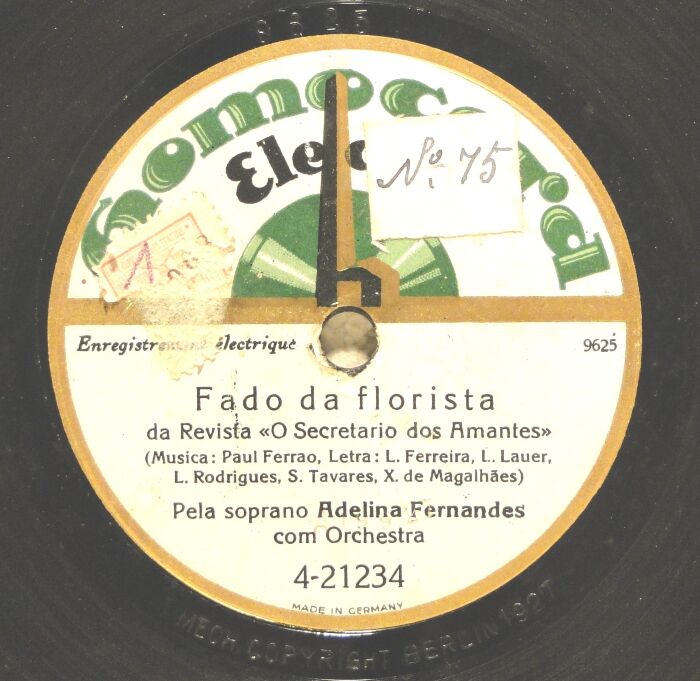 9625
Homocord
Electro
Nº 75
1
Enregistrement électrique
9625
Fado da florista
da Revista «O Secretario dos Amantes»
(Musica: Paul Ferrao, Letra: L. Ferreira, L. Lauer,
L. Rodrigues, S. Tavares, X. de Magalhães)
Pela soprano Adelina Fernandes
com Orchestra
4-21234
MADE IN GERMANY
MECH. COPYRIGHT BERLIN 1927